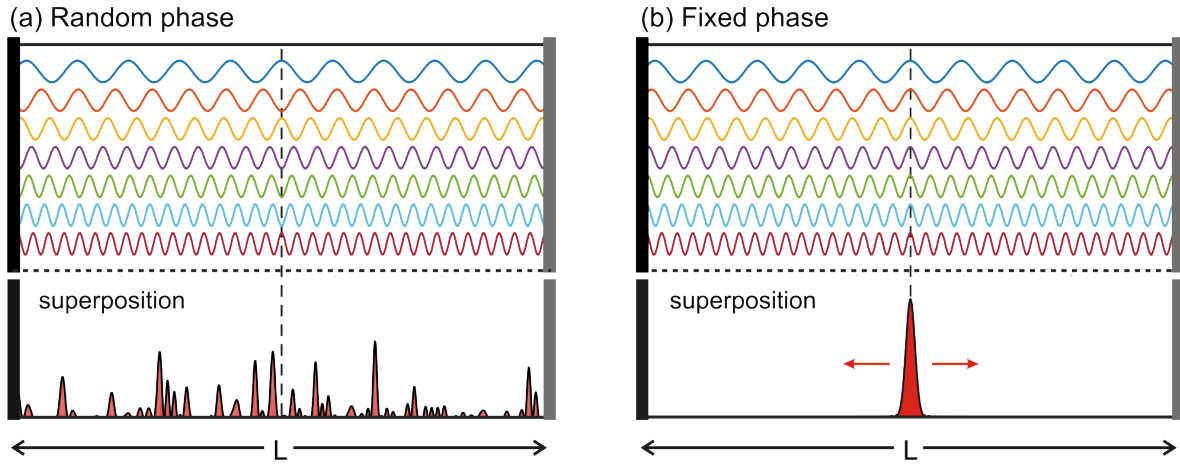 (a) Random phase
superposition
L
(b) Fixed phase
superposition
L